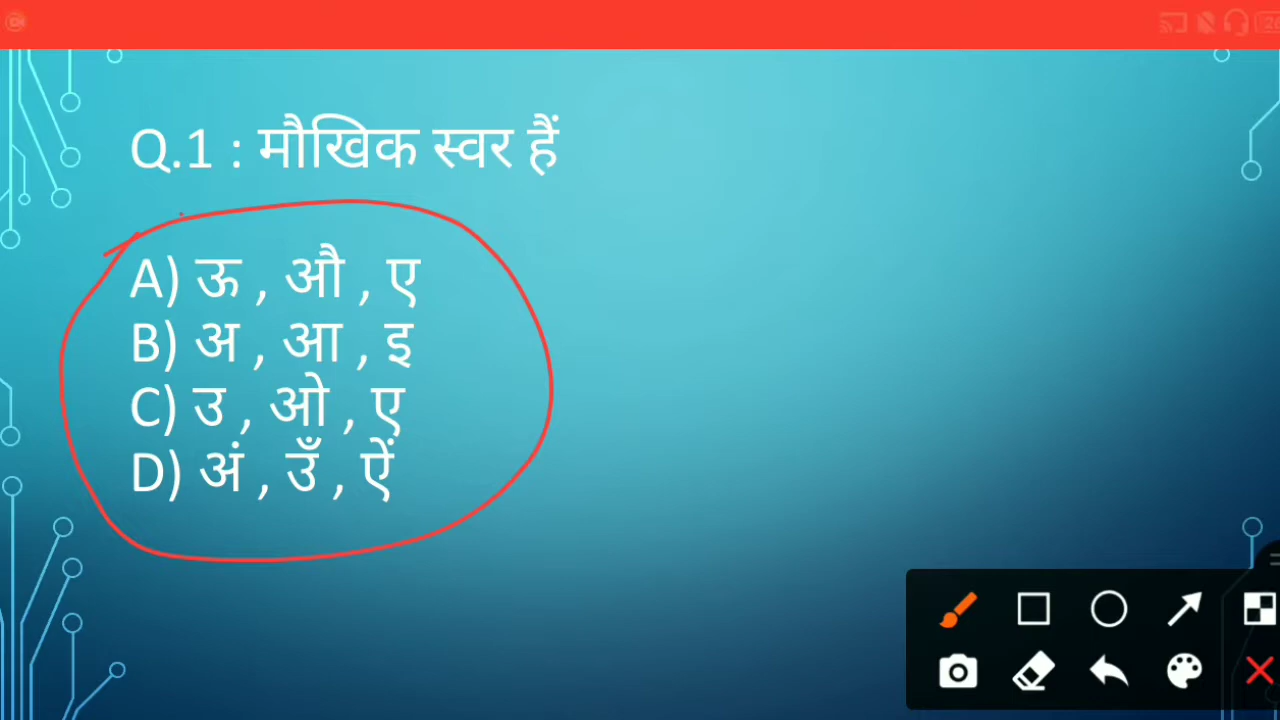 Q.1 : मौखिक स्वर हैं
A) ऊ , औ , ए
B) अ , आ , इ
C) उ , ओ , ए
D) अं , उँ , ऐं